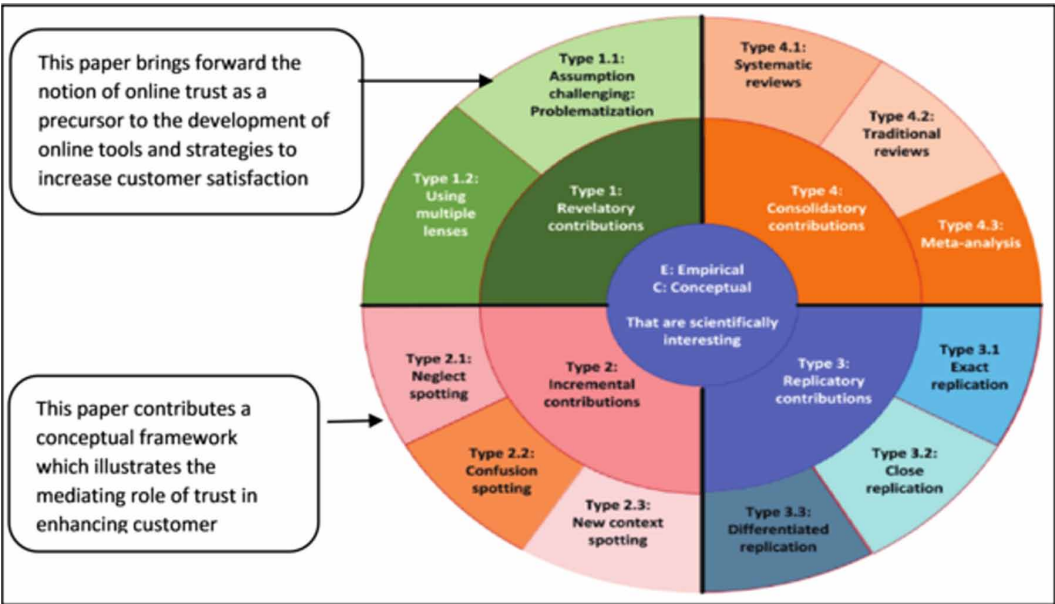 This paper brings forward the
notion of online trust as a
precursor to the development of
online tools and strategies to
increase customer satisfaction
This paper contributes a
conceptual framework
which illustrates the
mediating role of trust in
enhancing customer
Type 1.1:
Assumption
challenging:
Problematization
Type 1.2:
Using
multiple
lenses
Type 1:
Revelatory
contributions
Type 4.1:
Systematic
reviews
Type 4.2:
Traditional
reviews
Type 4.3:
Meta-analysis
Type 4:
Consolidatory
contributions
E: Empirical
C: Conceptual
That are scientifically
interesting
Type 2.1:
Neglect
spotting
Type 2.2:
Confusion
spotting
Type 2.3:
New context
spotting
Type 2:
Incremental
contributions
Type 3:
Replicatory
contributions
Type 3.1
Exact
replication
Type 3.2:
Close
replication
Type 3.3:
Differentiated
replication